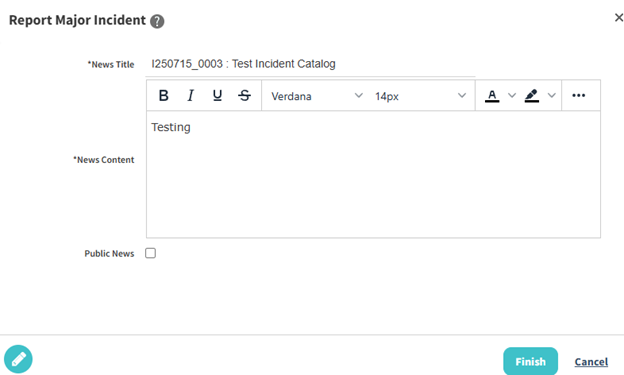 Report Major Incident ?
*News Title I250715_0003 : Test Incident Catalog
B I U S Verdana 14px A
Testing
*News Content
Public News
Finish Cancel